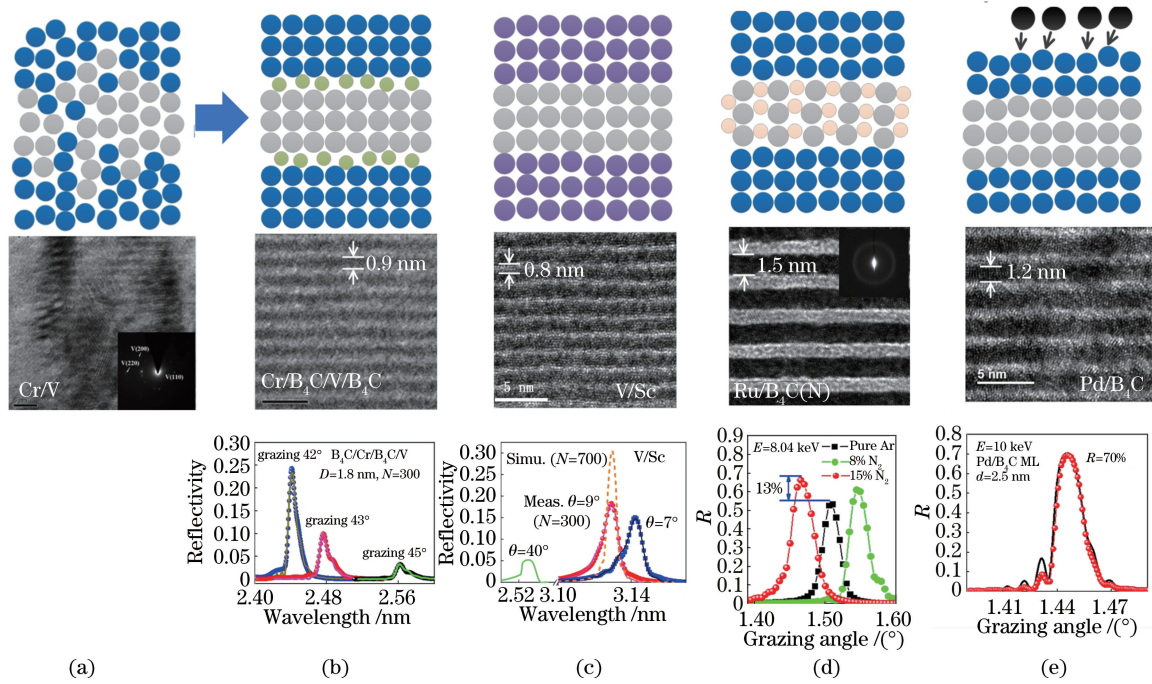 0.9 nm
0.8 nm
1.5 nm
1.2 nm
V(200)
V(220)
V(110)
Cr/V
Cr/B₄C/V/B₄C
5 nm
V/Sc
Ru/B₄C(N)
5 nm
Pd/B₄C
Reflectivity
0.30
0.25
0.20
0.15
0.10
0.05
0
grazing 42°
B₄C/Cr/B₄C/V
D=1.8 nm, N=300
grazing 43°
grazing 45°
2.40
2.48
2.56
Wavelength /nm
Reflectivity
0.30
0.25
0.20
0.15
0.10
0.05
0
Simu. (N=700)
V/Sc
Meas. θ=9°
(N=300)
θ=7°
θ=40°
2.52
3.10
3.14
Wavelength /nm
R
0.8
0.7
0.6
0.5
0.4
0.3
0.2
0.1
0
E=8.04 keV
Pure Ar
8% N₂
15% N₂
13%
1.40
1.50
1.60
Grazing angle /(°)
R
0.8
0.7
0.6
0.5
0.4
0.3
0.2
0.1
0
E=10 keV
Pd/B₄C ML
d=2.5 nm
R=70%
1.41
1.44
1.47
Grazing angle /(°)
(a)
(b)
(c)
(d)
(e)